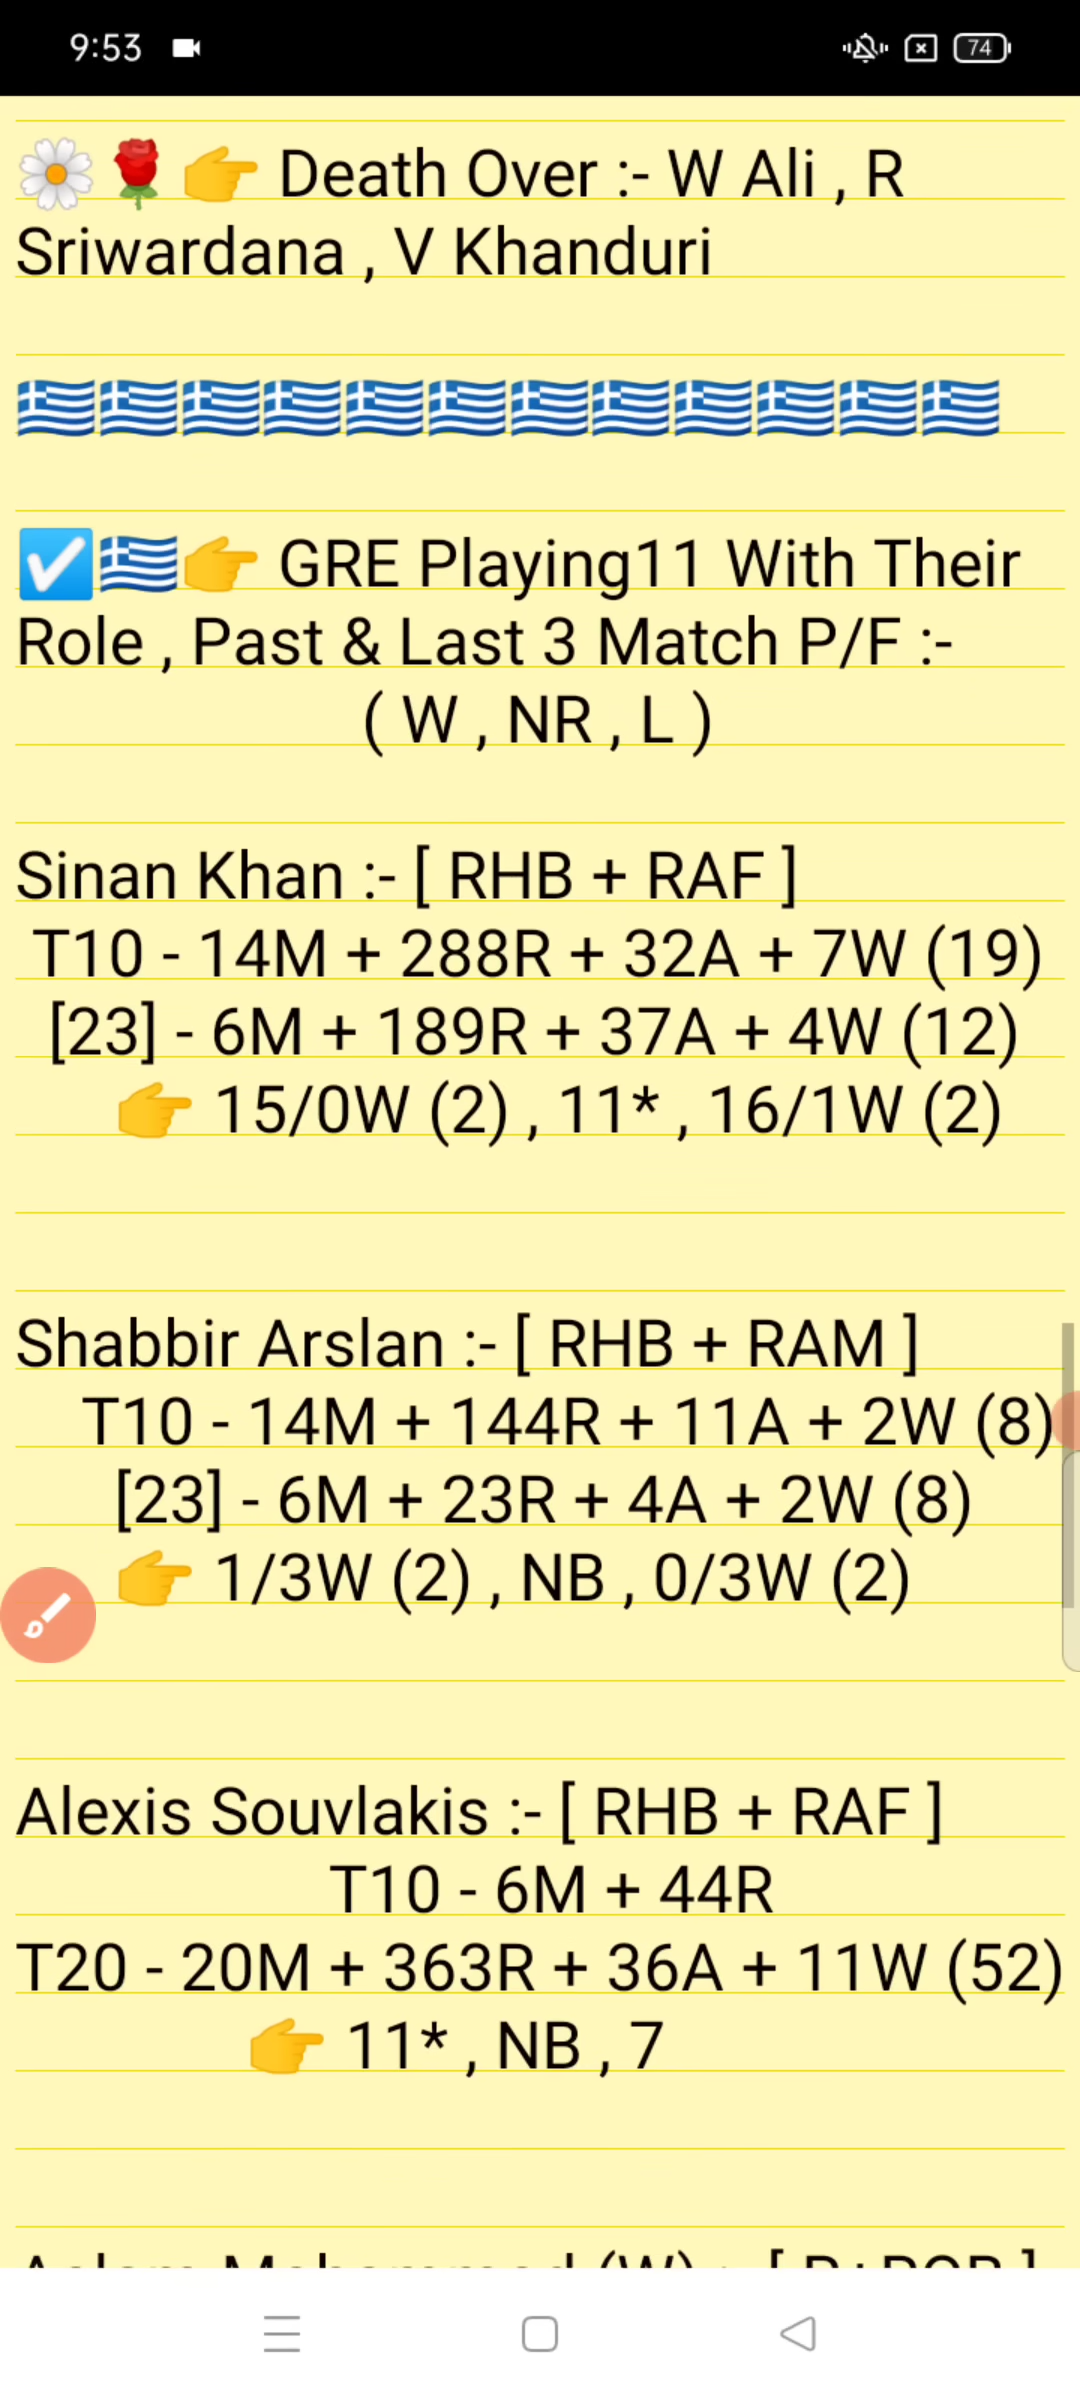 9:53
74
Death Over :- W Ali , R
Sriwardana , V Khanduri
GRE Playing11 With Their
Role , Past & Last 3 Match P/F :-
( W , NR , L )
Sinan Khan :- [ RHB + RAF ]
T10 - 14M + 288R + 32A + 7W (19)
[23] - 6M + 189R + 37A + 4W (12)
15/0W (2) , 11* , 16/1W (2)
Shabbir Arslan :- [ RHB + RAM ]
T10 - 14M + 144R + 11A + 2W (8)
[23] - 6M + 23R + 4A + 2W (8)
1/3W (2) , NB , 0/3W (2)
Alexis Souvlakis :- [ RHB + RAF ]
T10 - 6M + 44R
T20 - 20M + 363R + 36A + 11W (52)
11* , NB , 7